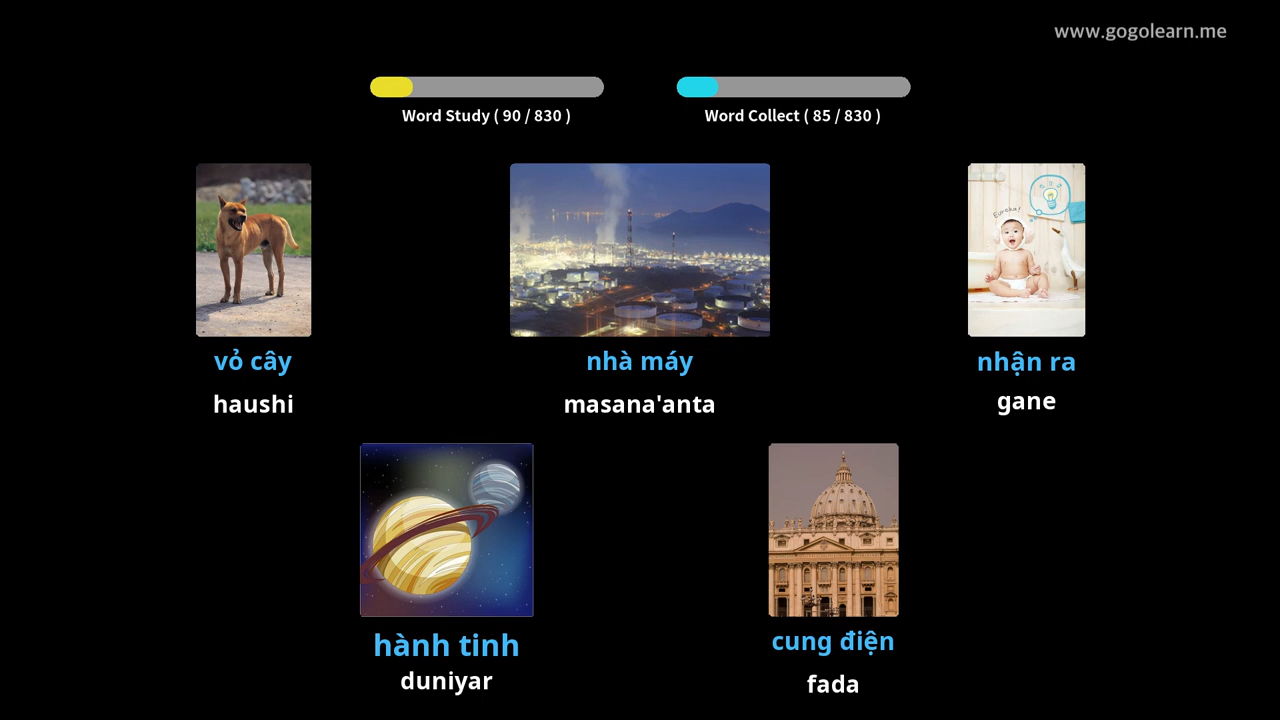 www.gogolearn.me
Word Study ( 90 / 830 )
Word Collect ( 85 / 830 )
Eureka!
vỏ cây
haushi
nhà máy
masana'anta
nhận ra
gane
hành tinh
duniyar
cung điện
fada